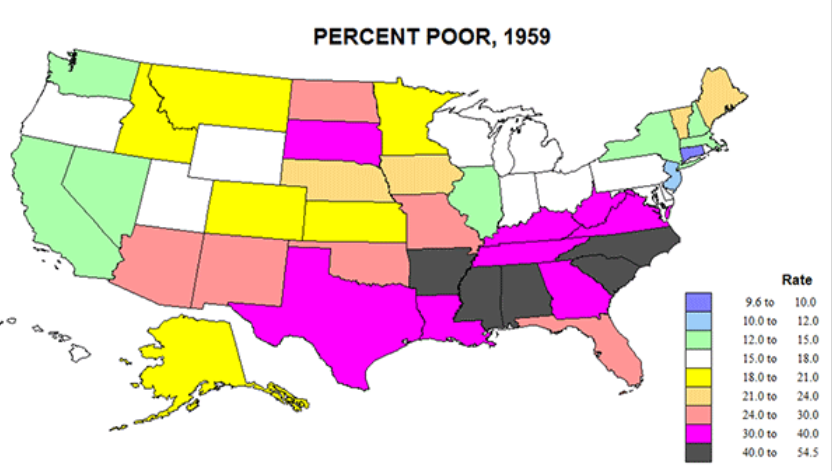 PERCENT POOR, 1959
Rate
9.6 to 10.0
10.0 to 12.0
12.0 to 15.0
15.0 to 18.0
18.0 to 21.0
21.0 to 24.0
24.0 to 30.0
30.0 to 40.0
40.0 to 54.5